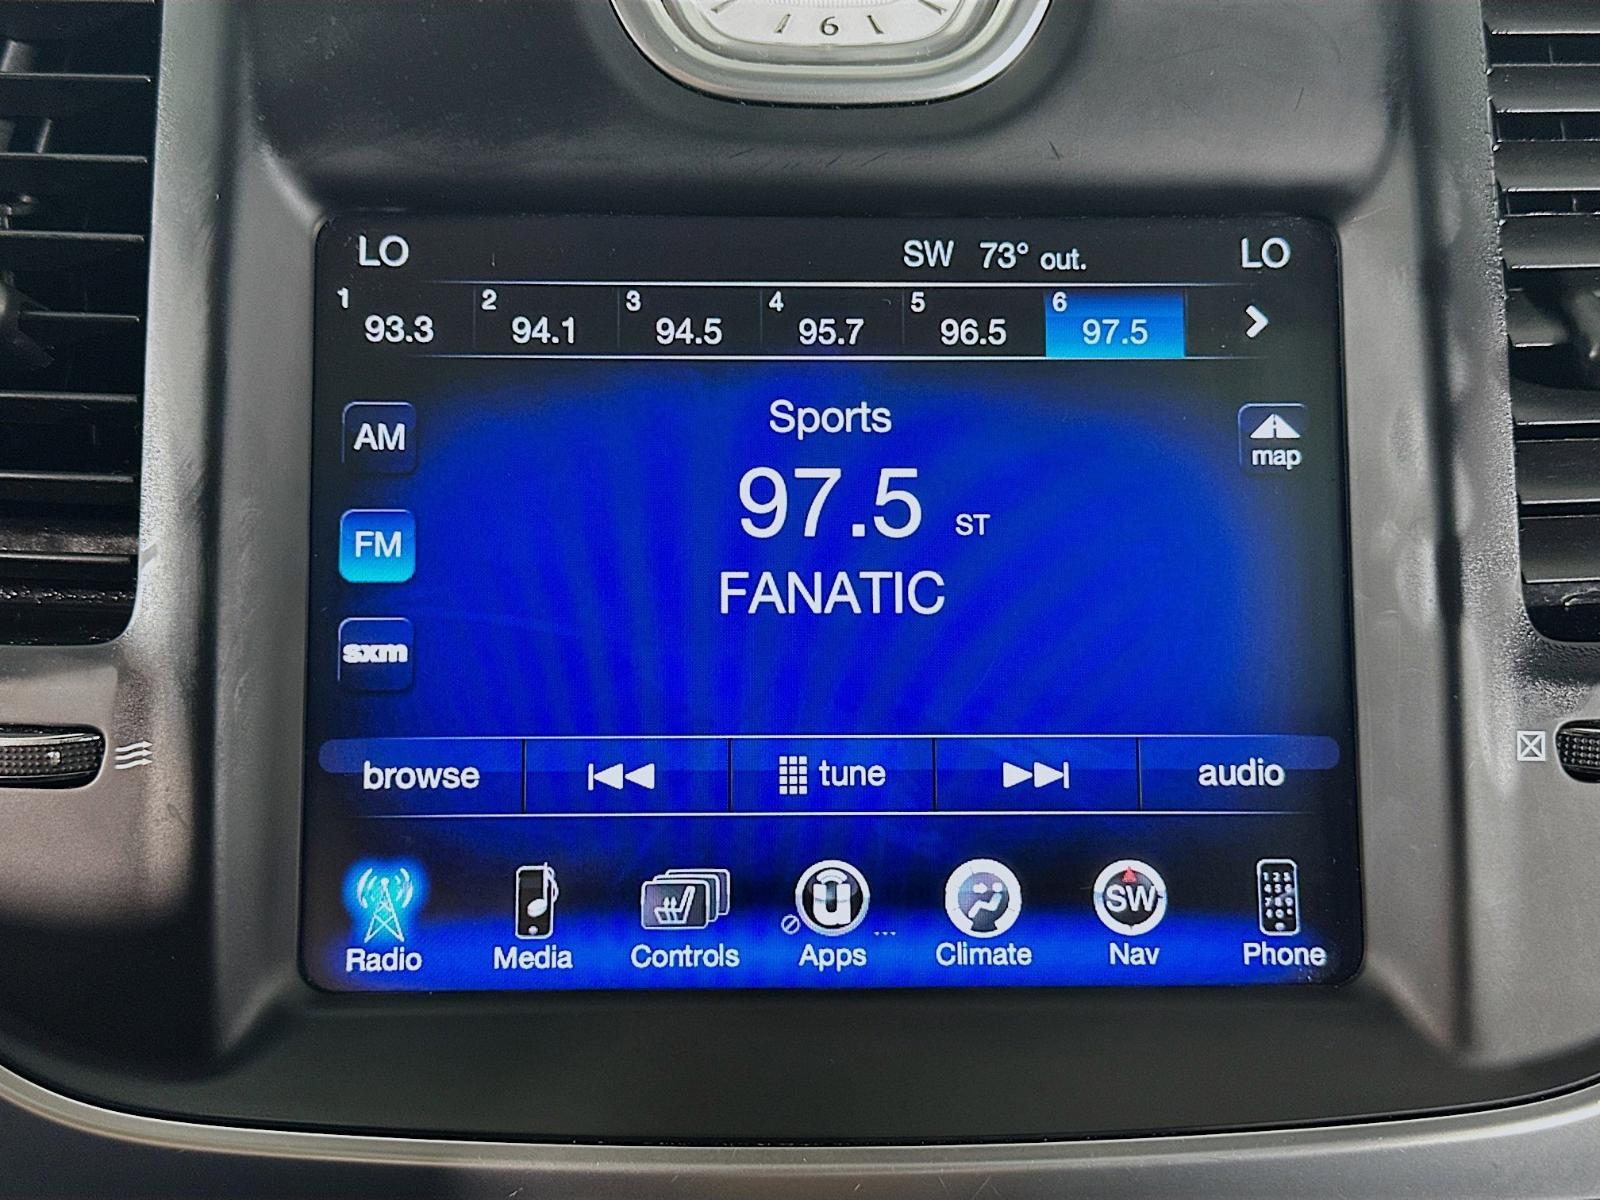 6
LO SW 73° out. LO
1 93.3 2 94.1 3 94.5 4 95.7 5 96.5 6 97.5
Sports
AM
map
97.5 ST
FM
FANATIC
sxm
browse tune audio
SW
Radio Media Controls Apps Climate Nav Phone